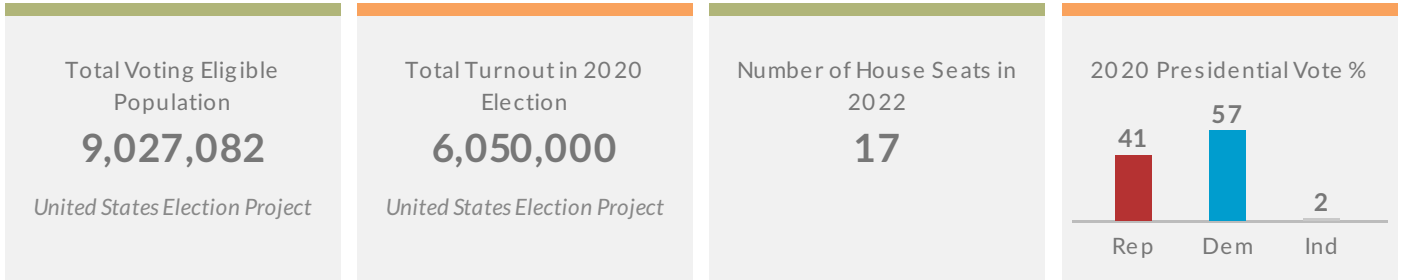 Total Voting Eligible
Population
9,027,082
United States Election Project
Total Turnout in 2020
Election
6,050,000
United States Election Project
Number of House Seats in
2022
17
2020 Presidential Vote %
41
57
2
Rep
Dem
Ind